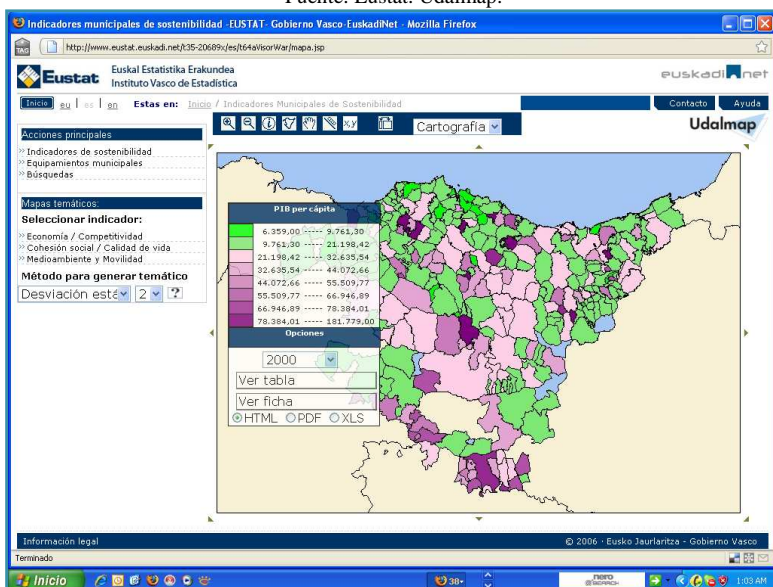 Fuente: Eustat. Udalmap.
Indicadores municipales de sostenibilidad -EUSTAT- Gobierno Vasco-EuskadiNet - Mozilla Firefox
TAG
http://www.eustat.euskadi.net/t35-20689x/es/t64aVisorWar/mapa.jsp
Eustat
Euskal Estatistika Erakundea
Instituto Vasco de Estadística
euskadi net
Inicio eu | es | en Estas en: Inicio / Indicadores Municipales de Sostenibilidad
Contacto Ayuda
x,y
Cartografia
Udalmap
Acciones principales
» Indicadores de sostenibilidad
» Equipamientos municipales
» Búsquedas
Mapas temáticos:
Seleccionar indicador:
» Economía / Competitividad
» Cohesión social / Calidad de vida
» Medioambiente y Movilidad
Método para generar temático
Desviación está 2 ?
PIB per cápita
6.359,00 ----- 9.761,30
9.761,30 ----- 21.198,42
21.198,42 ----- 32.635,54
32.635,54 ----- 44.072,66
44.072,66 ----- 55.509,77
55.509,77 ----- 66.946,89
66.946,89 ----- 78.384,01
78.384,01 ----- 181.779,00
Opciones
2000
Ver tabla
Ver ficha
HTML PDF XLS
Información legal
© 2006 · Eusko Jaurlaritza - Gobierno Vasco
Terminado
Inicio
38
nero
SEARCH
1:03 AM